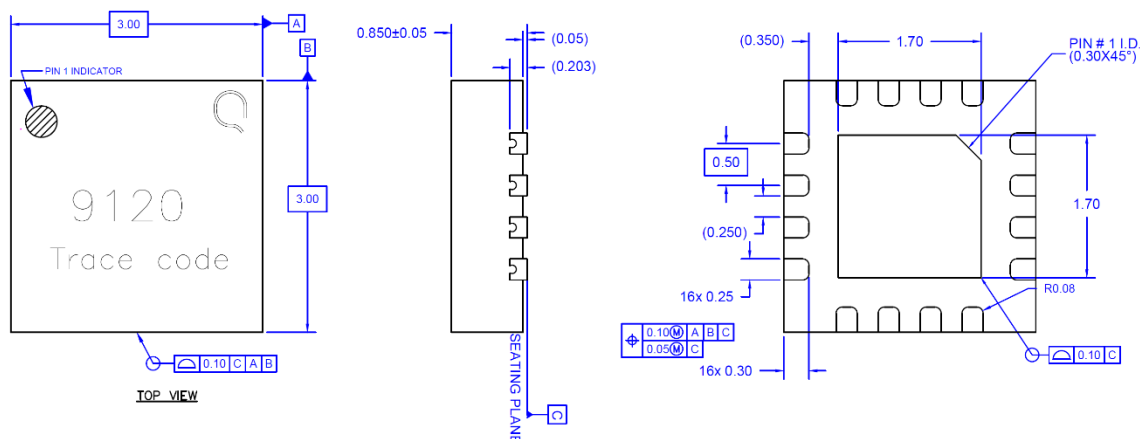 3.00
A
B
PIN 1 INDICATOR
9120
Trace code
3.00
0.10 C A B
TOP VIEW
0.850±0.05
(0.05)
(0.203)
SEATING PLANE
C
(0.350)
1.70
PIN # 1 I.D.
(0.30X45°)
0.50
(0.250)
1.70
16x 0.25
R0.08
0.10 Ⓜ A B C
0.05 Ⓜ C
16x 0.30
0.10 C